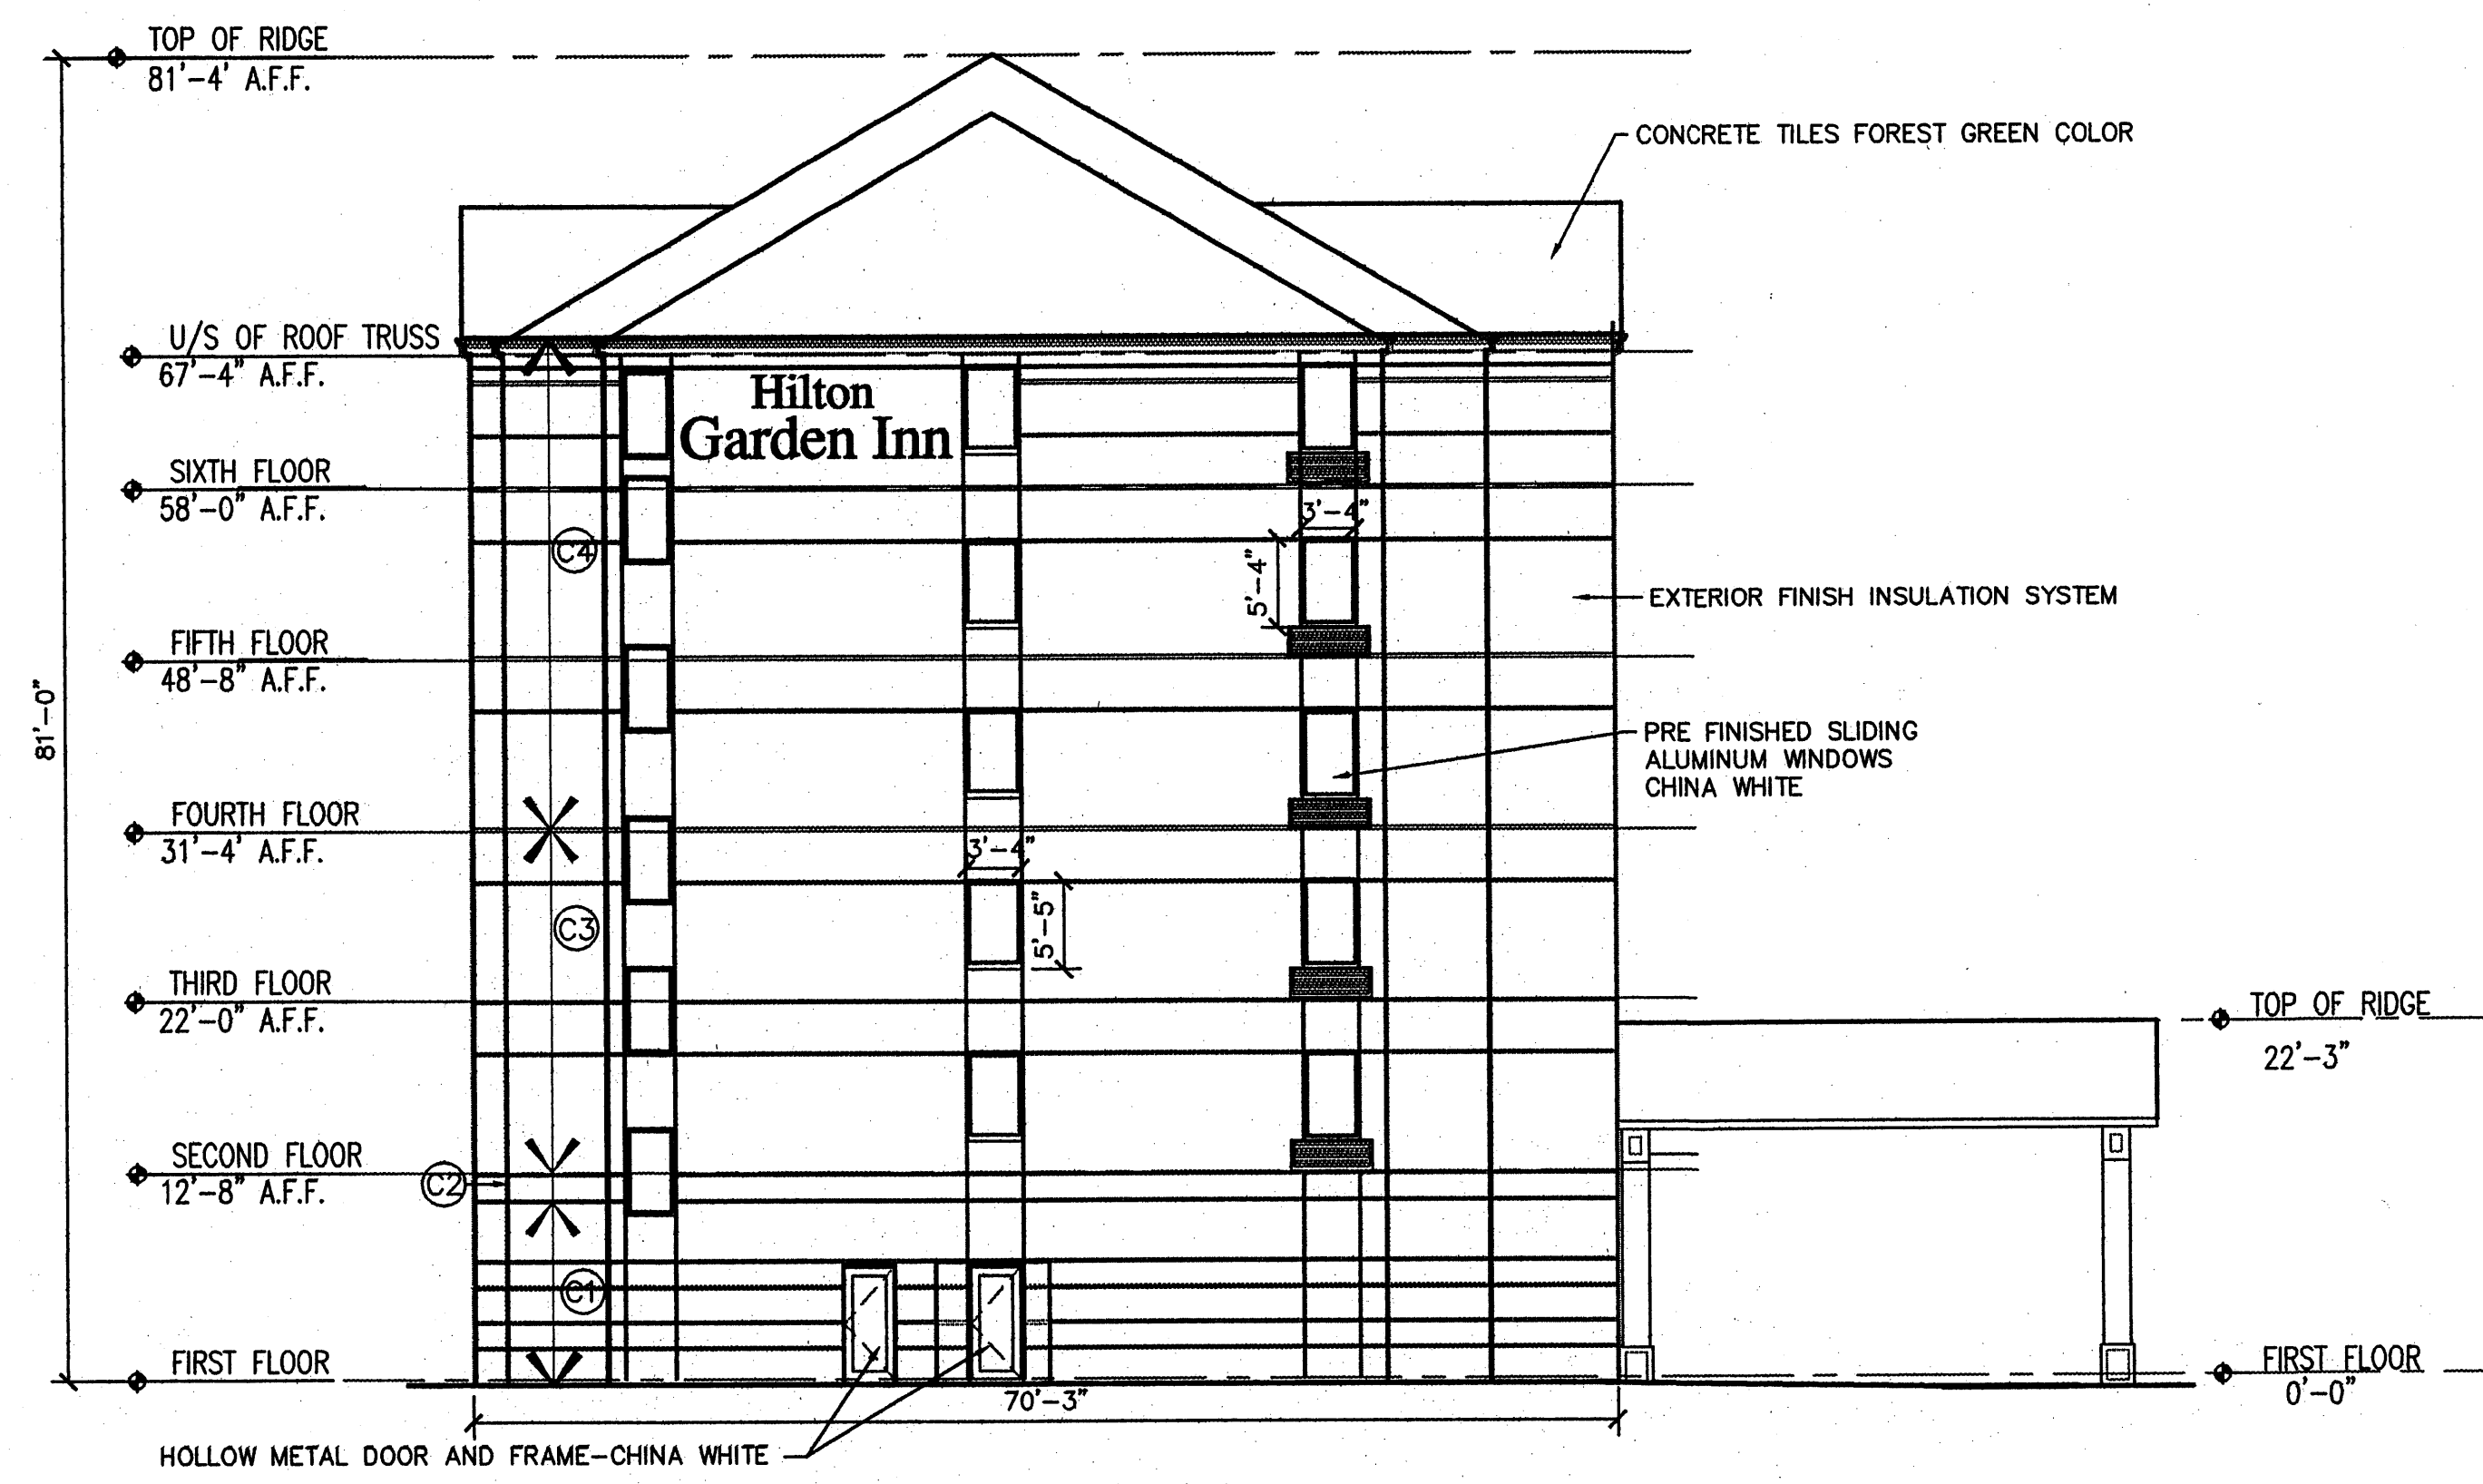 TOP OF RIDGE
81'-4' A.F.F.
CONCRETE TILES FOREST GREEN COLOR
U/S OF ROOF TRUSS
67'-4" A.F.F.
Hilton
Garden Inn
SIXTH FLOOR
58'-0" A.F.F.
3'-4"
C4
5'-4"
EXTERIOR FINISH INSULATION SYSTEM
FIFTH FLOOR
48'-8" A.F.F.
81'-0"
PRE FINISHED SLIDING
ALUMINUM WINDOWS
CHINA WHITE
FOURTH FLOOR
31'-4' A.F.F.
3'-4"
C3
5'-5"
THIRD FLOOR
22'-0" A.F.F.
TOP OF RIDGE
22'-3"
SECOND FLOOR
12'-8" A.F.F.
C2
C1
FIRST FLOOR
FIRST FLOOR
0'-0"
70'-3"
HOLLOW METAL DOOR AND FRAME-CHINA WHITE